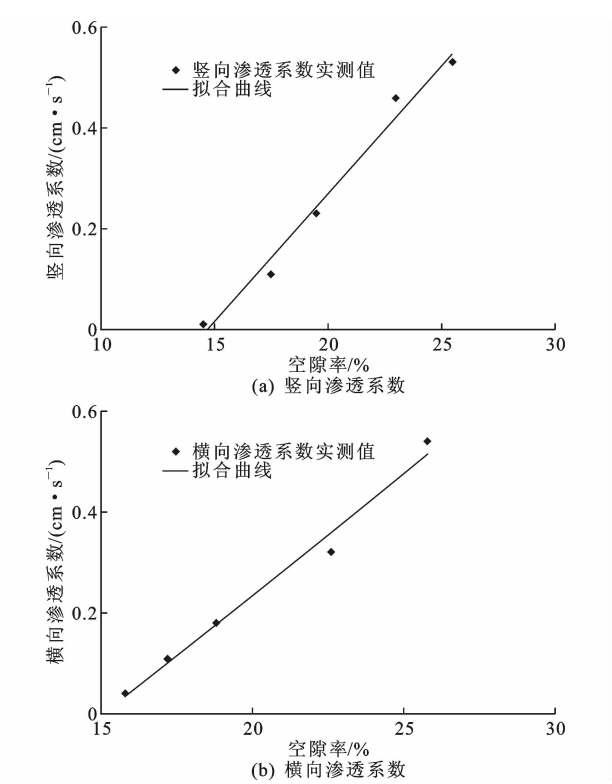 0.6
竖向渗透系数实测值
拟合曲线
0.4
0.2
0
竖向渗透系数/(cm·s⁻¹)
10 15 20 25 30
空隙率/%
(a) 竖向渗透系数
0.6
横向渗透系数实测值
拟合曲线
0.4
0.2
0
横向渗透系数/(cm·s⁻¹)
15 20 25 30
空隙率/%
(b) 横向渗透系数